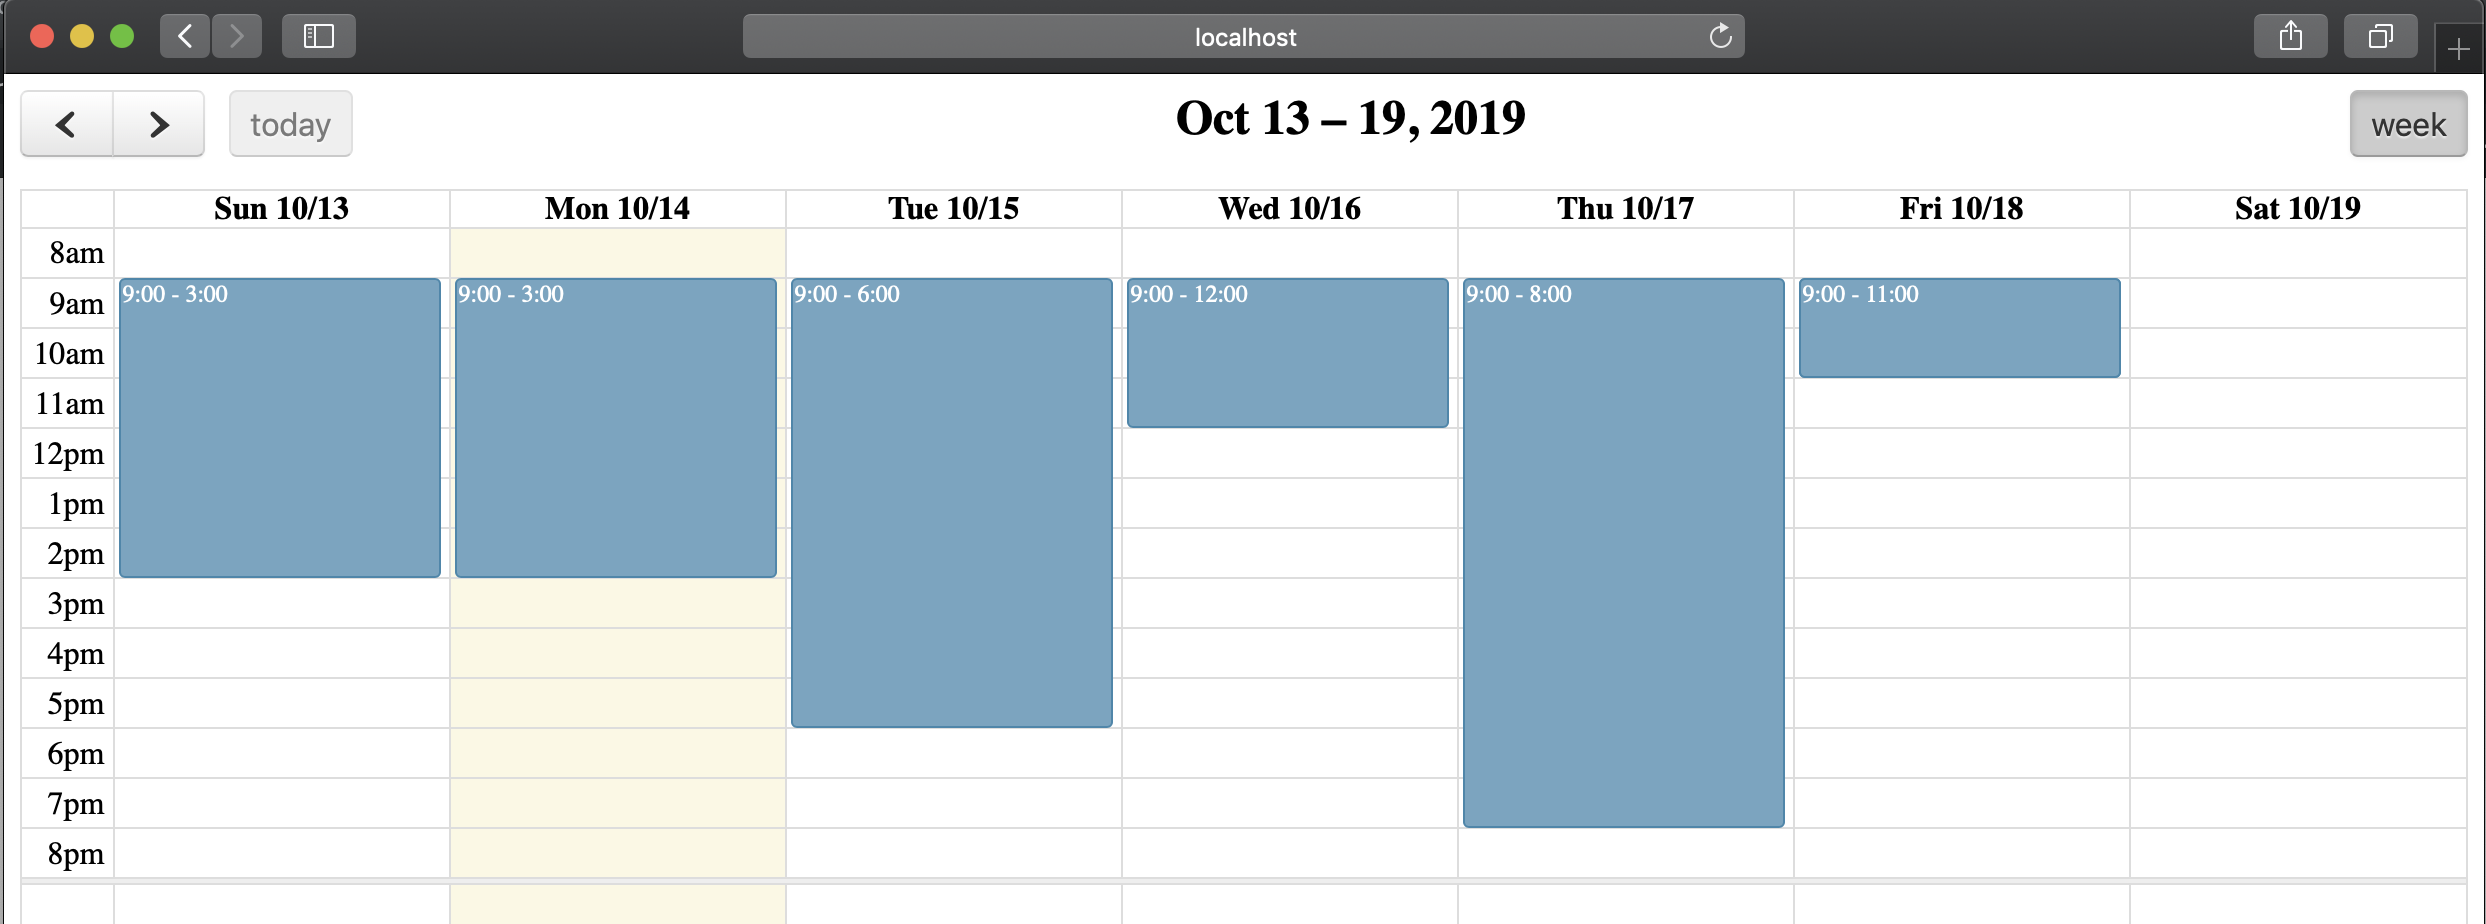 localhost
today
Oct 13 – 19, 2019
week
Sun 10/13 Mon 10/14 Tue 10/15 Wed 10/16 Thu 10/17 Fri 10/18 Sat 10/19
8am
9am 9:00 - 3:00 9:00 - 3:00 9:00 - 6:00 9:00 - 12:00 9:00 - 8:00 9:00 - 11:00
10am
11am
12pm
1pm
2pm
3pm
4pm
5pm
6pm
7pm
8pm